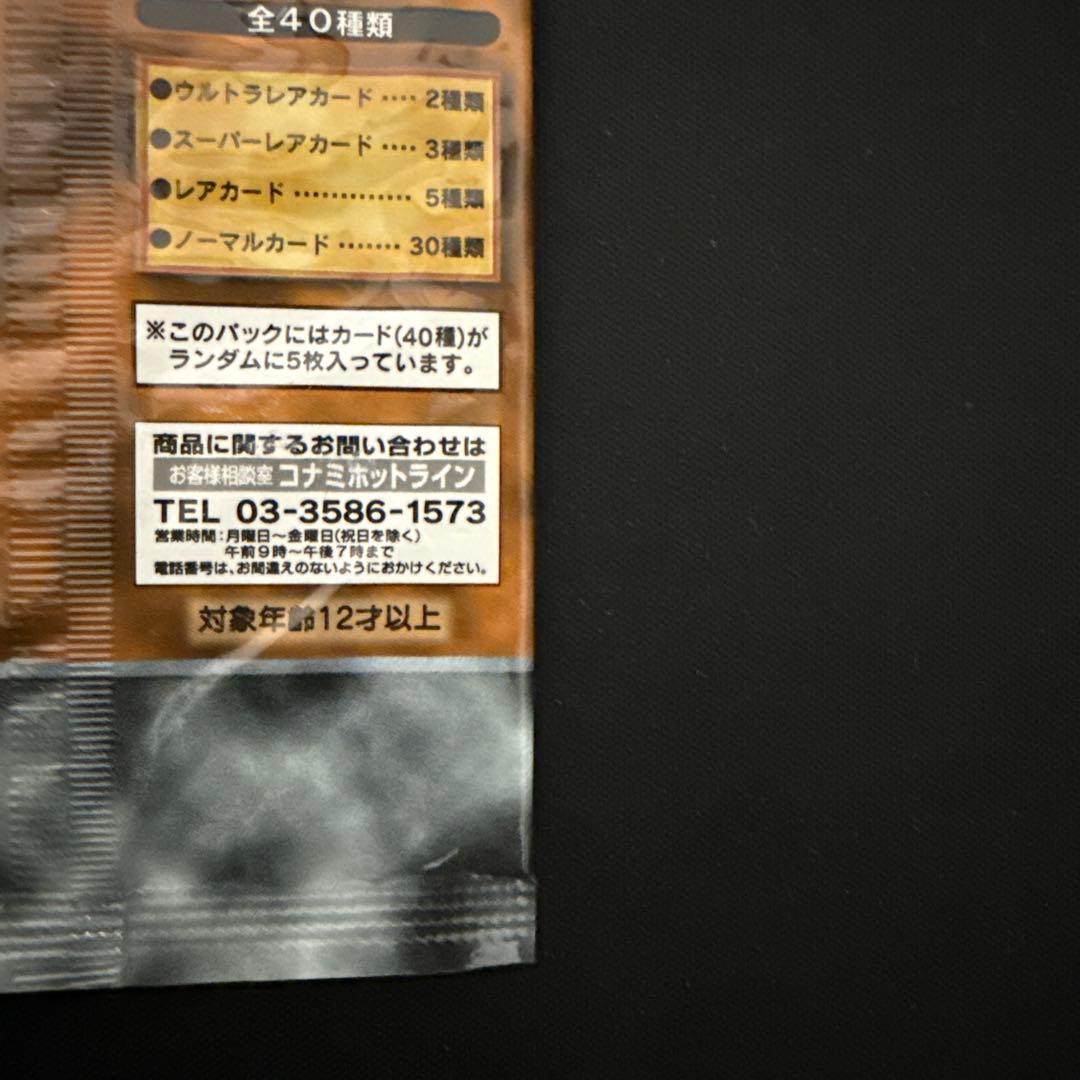 全40種類
●ウルトラレアカード ···· 2種類
●スーパーレアカード ···· 3種類
●レアカード ············· 5種類
●ノーマルカード ······· 30種類
※このパックにはカード(40種)が
ランダムに5枚入っています。
商品に関するお問い合わせは
お客様相談室 コナミホットライン
TEL 03-3586-1573
営業時間:月曜日〜金曜日(祝日を除く)
午前9時〜午後7時まで
電話番号は、お間違えのないようにおかけください。
対象年齢12才以上